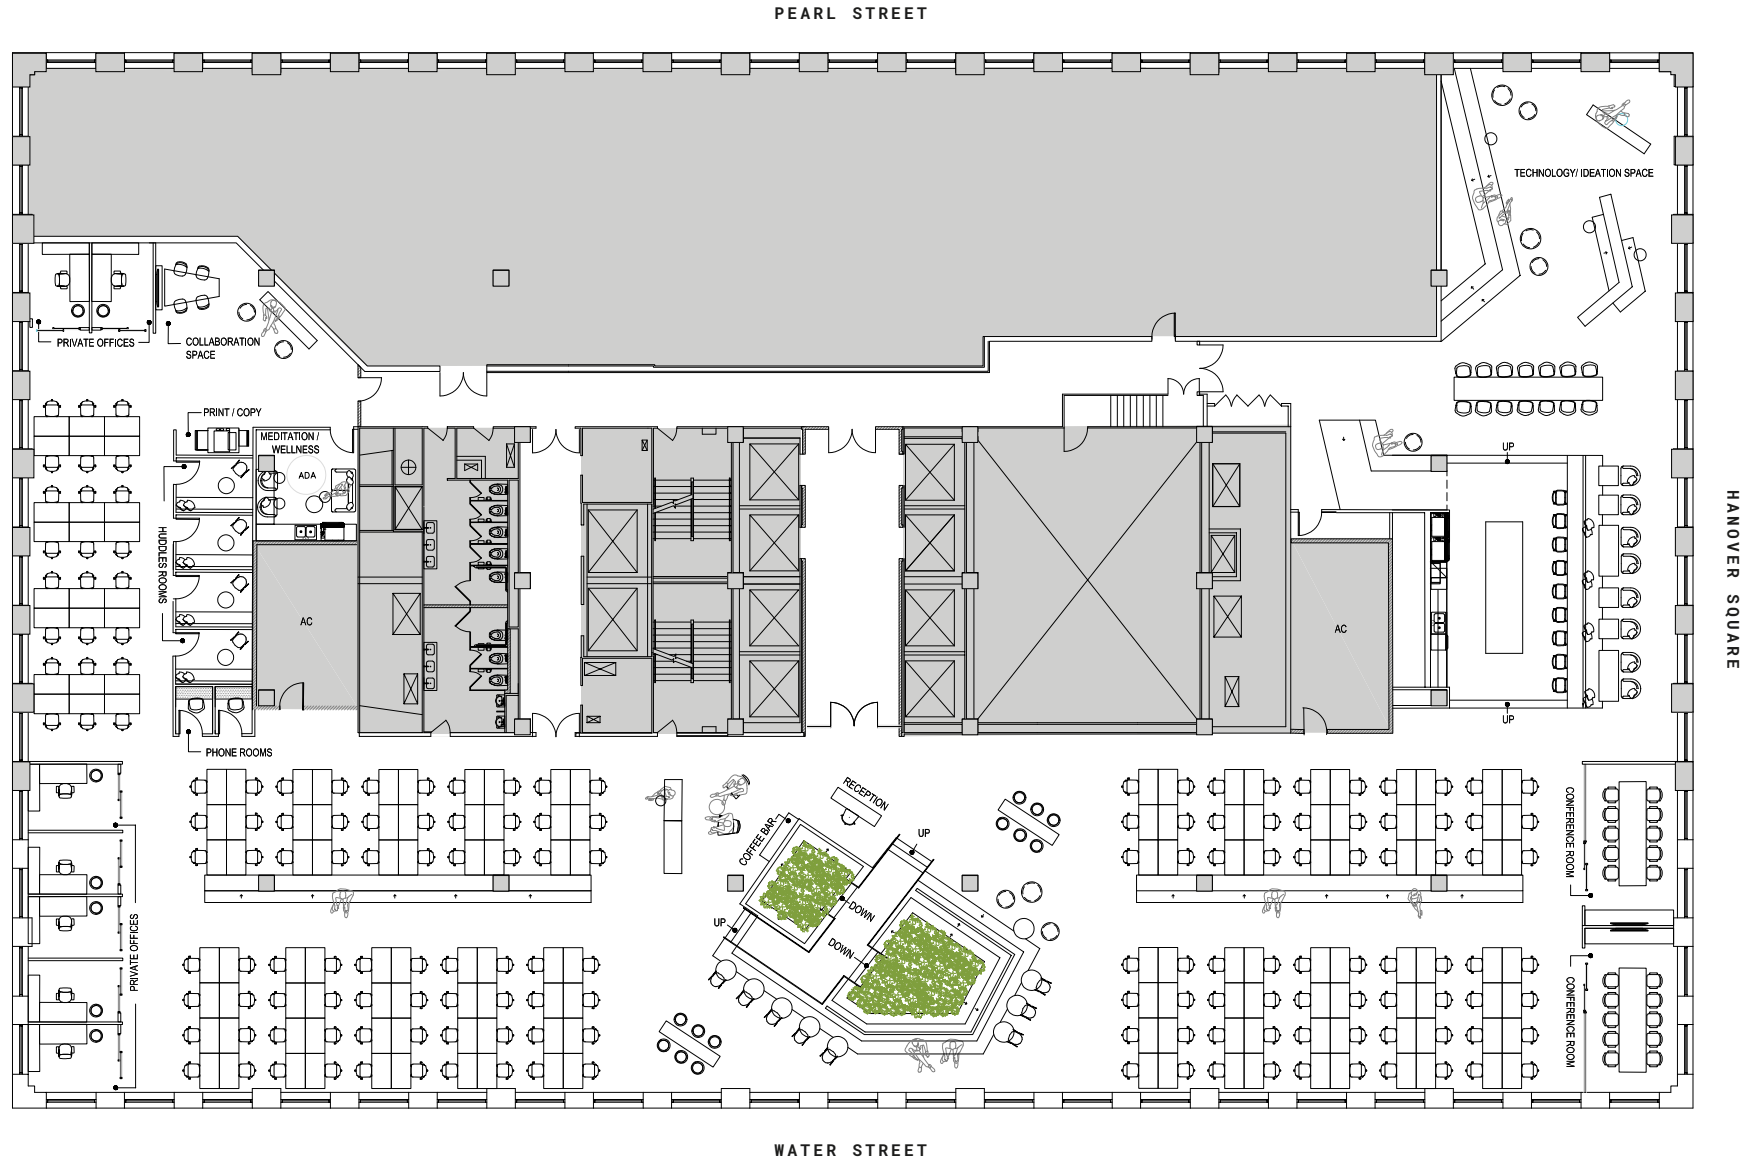 PEARL STREET
TECHNOLOGY/ IDEATION SPACE
PRIVATE OFFICES
COLLABORATION
SPACE
PRINT / COPY
MEDITATION /
WELLNESS
ADA
UP
HUDDLES ROOMS
HANOVER SQUARE
AC
AC
UP
PHONE ROOMS
RECEPTION
COFFEE BAR
UP
CONFERENCE ROOM
DOWN
UP
DOWN
PRIVATE OFFICES
CONFERENCE ROOM
WATER STREET